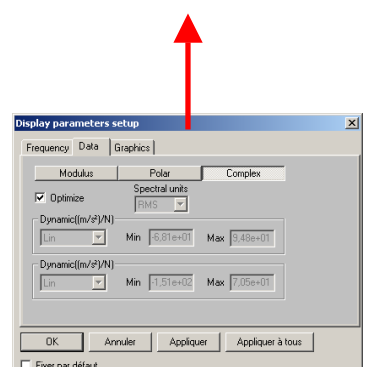 Display parameters setup
Frequency Data Graphics
Modulus Polar Complex
Optimize Spectral units
RMS
Dynamic((m/s²)/N)
Lin Min -6,81e+01 Max 9,48e+01
Dynamic((m/s²)/N)
Lin Min -1,51e+02 Max 7,05e+01
OK Annuler Appliquer Appliquer à tous
Fixer par défaut